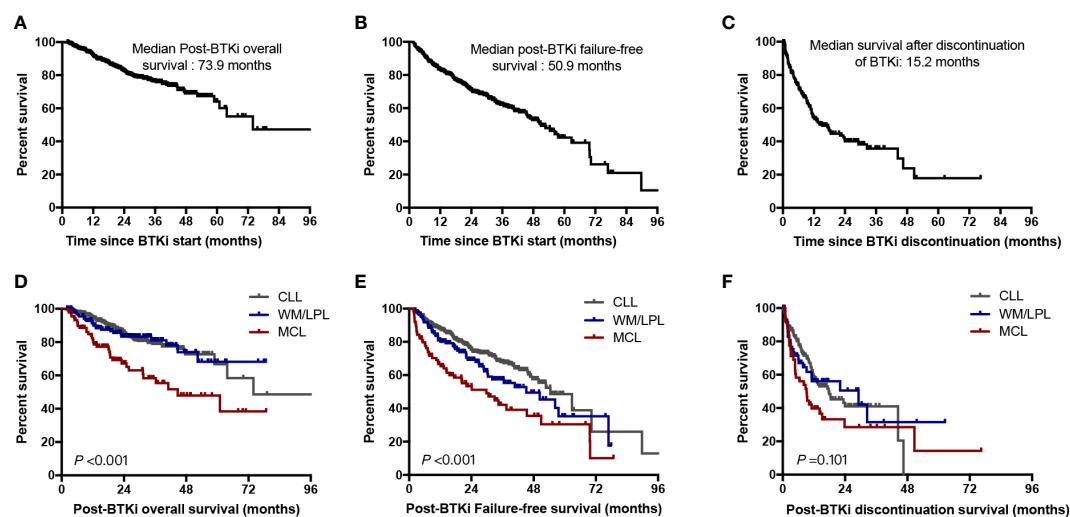 A
Median Post-BTKi overall
survival : 73.9 months
Percent survival
100
80
60
40
20
0
0 12 24 36 48 60 72 84 96
Time since BTKi start (months)
B
Median post-BTKi failure-free
survival : 50.9 months
Percent survival
100
80
60
40
20
0
0 12 24 36 48 60 72 84 96
Time since BTKi start (months)
C
Median survival after discontinuation
of BTKi: 15.2 months
Percent survival
100
80
60
40
20
0
0 12 24 36 48 60 72 84 96
Time since BTKi discontinuation (months)
D
CLL
WM/LPL
MCL
Percent survival
100
80
60
40
20
0
P <0.001
0 24 48 72 96
Post-BTKi overall survival (months)
E
CLL
WM/LPL
MCL
Percent survival
100
80
60
40
20
0
P <0.001
0 24 48 72 96
Post-BTKi Failure-free survival (months)
F
CLL
WM/LPL
MCL
Percent survival
100
80
60
40
20
0
P =0.101
0 24 48 72 96
Post-BTKi discontinuation survival (months)